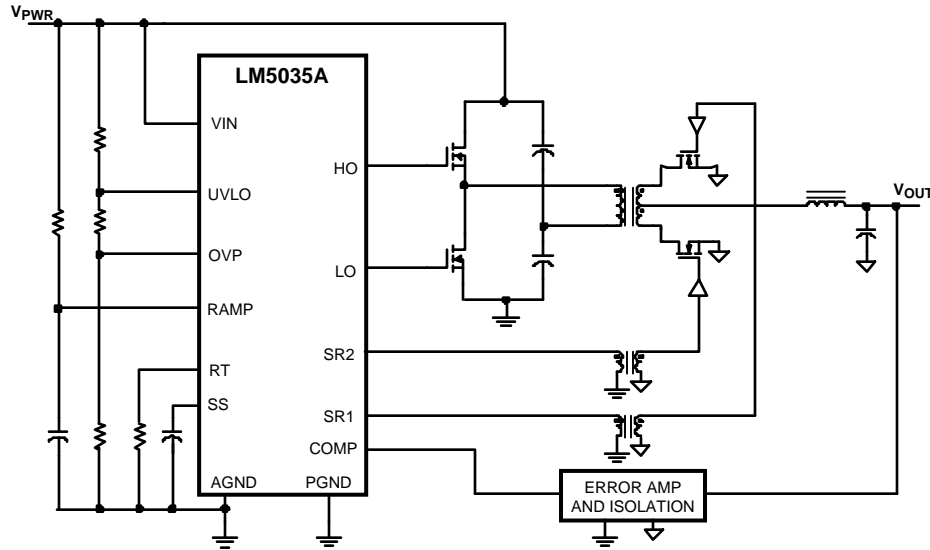 VPWR
LM5035A
VIN
HO
UVLO
VOUT
OVP
LO
RAMP
SR2
RT
SS
SR1
COMP
AGND
PGND
ERROR AMP
AND ISOLATION